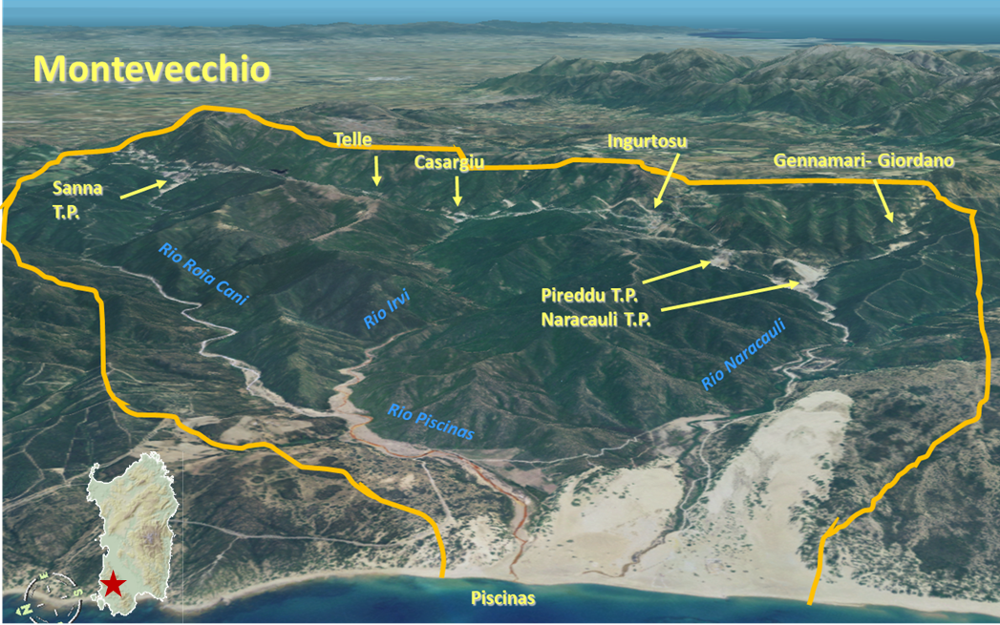 Montevecchio
Telle
Casargiu
Ingurtosu
Gennamari- Giordano
Sanna
T.P.
Rio Roia Cani
Rio Irvi
Pireddu T.P.
Naracauli T.P.
Rio Naracauli
Rio Piscinas
Piscinas
E
S
N